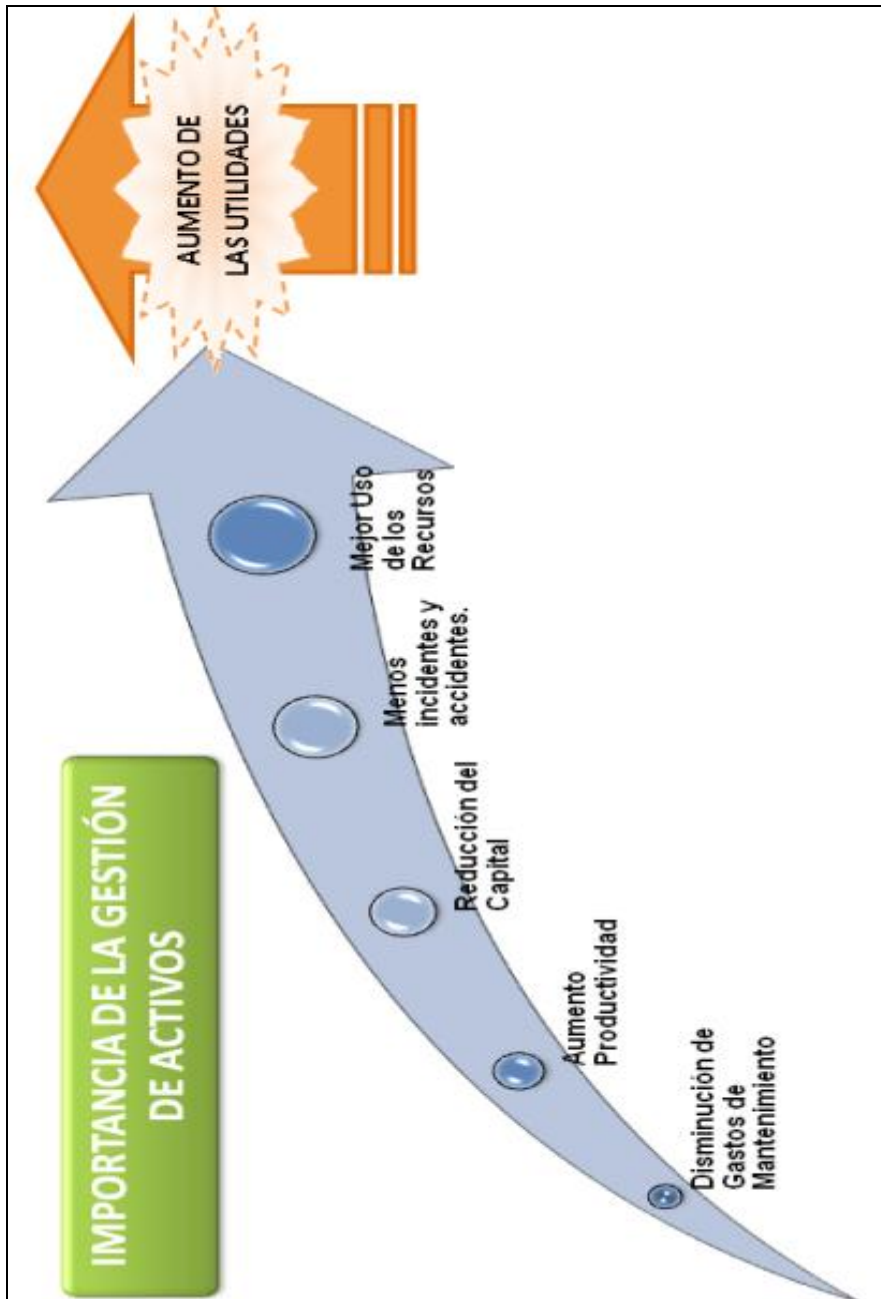 IMPORTANCIA DE LA GESTIÓN
DE ACTIVOS
Disminución de
Gastos de
Mantenimiento
Aumento
Productividad
Reducción del
Capital
Menos
incidentes y
accidentes.
Mejor Uso
de los
Recursos
AUMENTO DE
LAS UTILIDADES